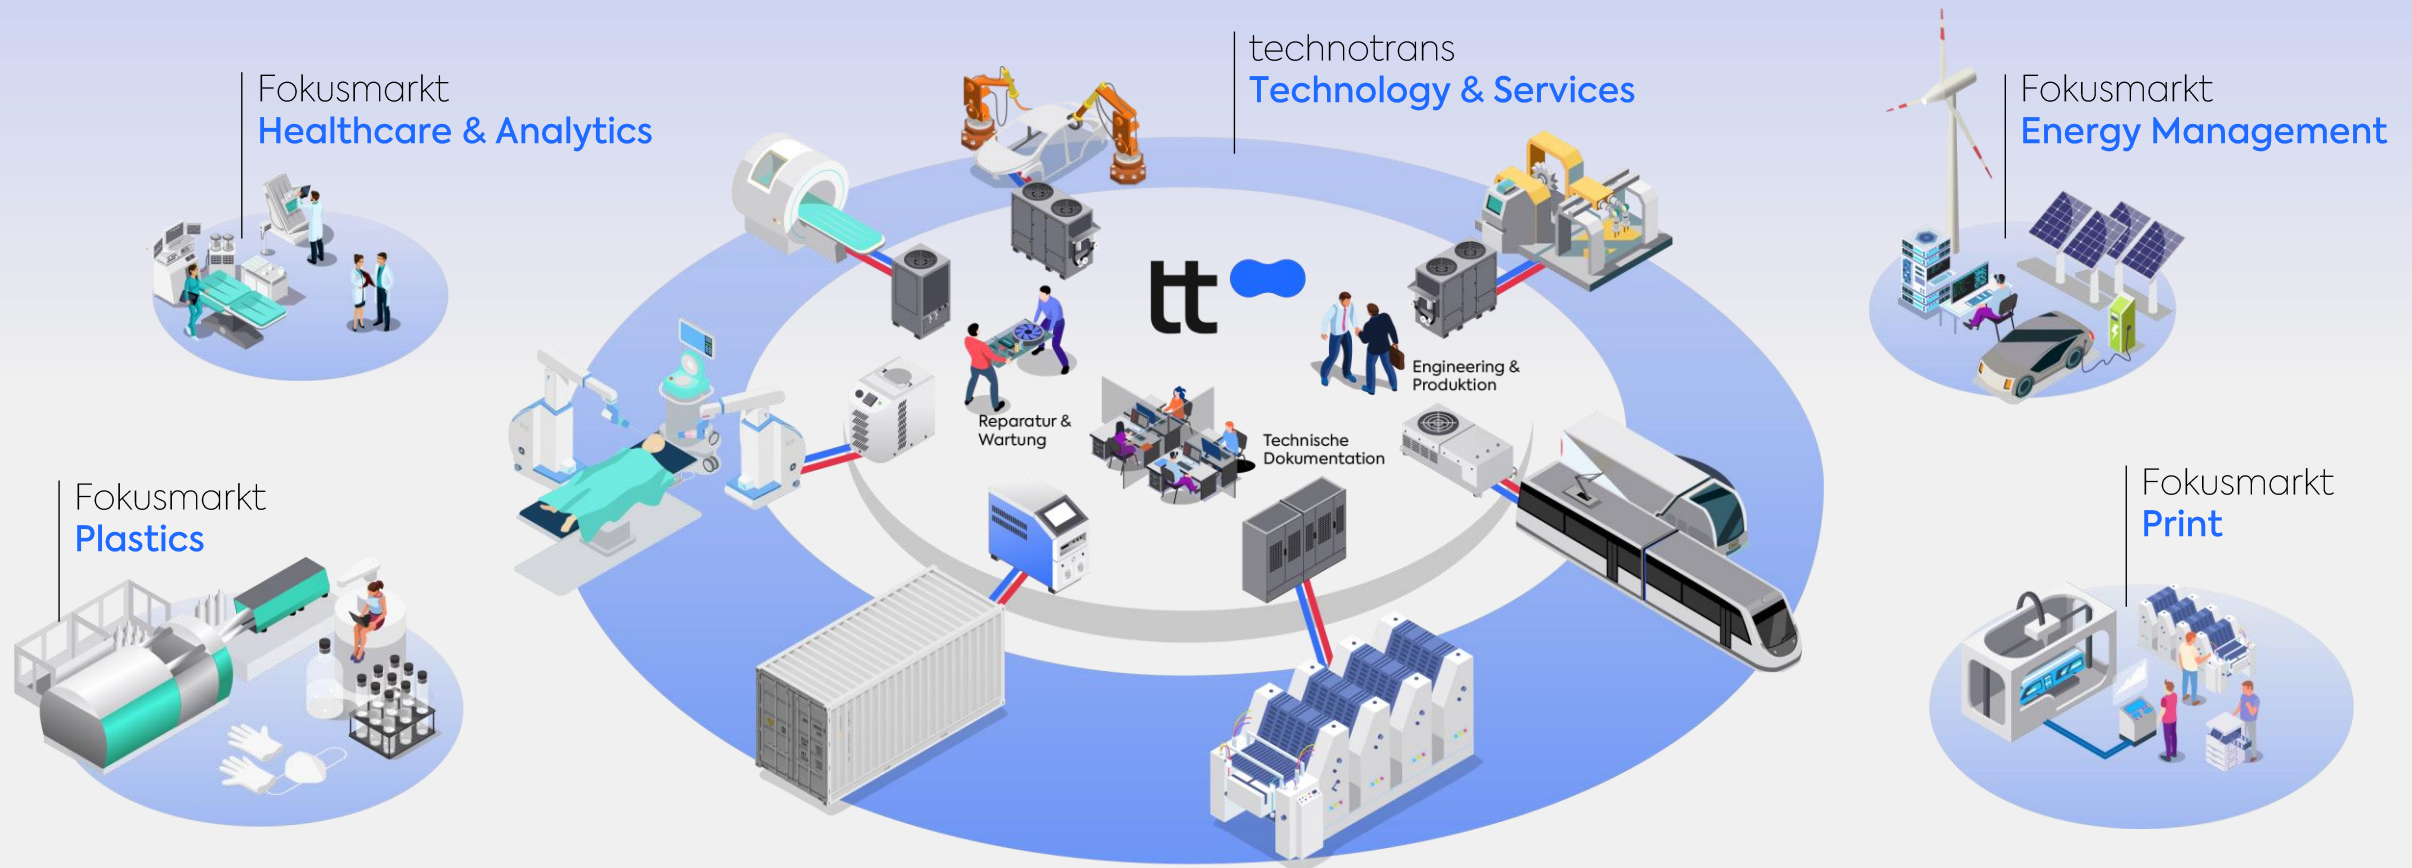 technotrans
Technology & Services
Fokusmarkt
Healthcare & Analytics
Fokusmarkt
Energy Management
tt
Engineering &
Produktion
Reparatur &
Wartung
Technische
Dokumentation
Fokusmarkt
Plastics
Fokusmarkt
Print